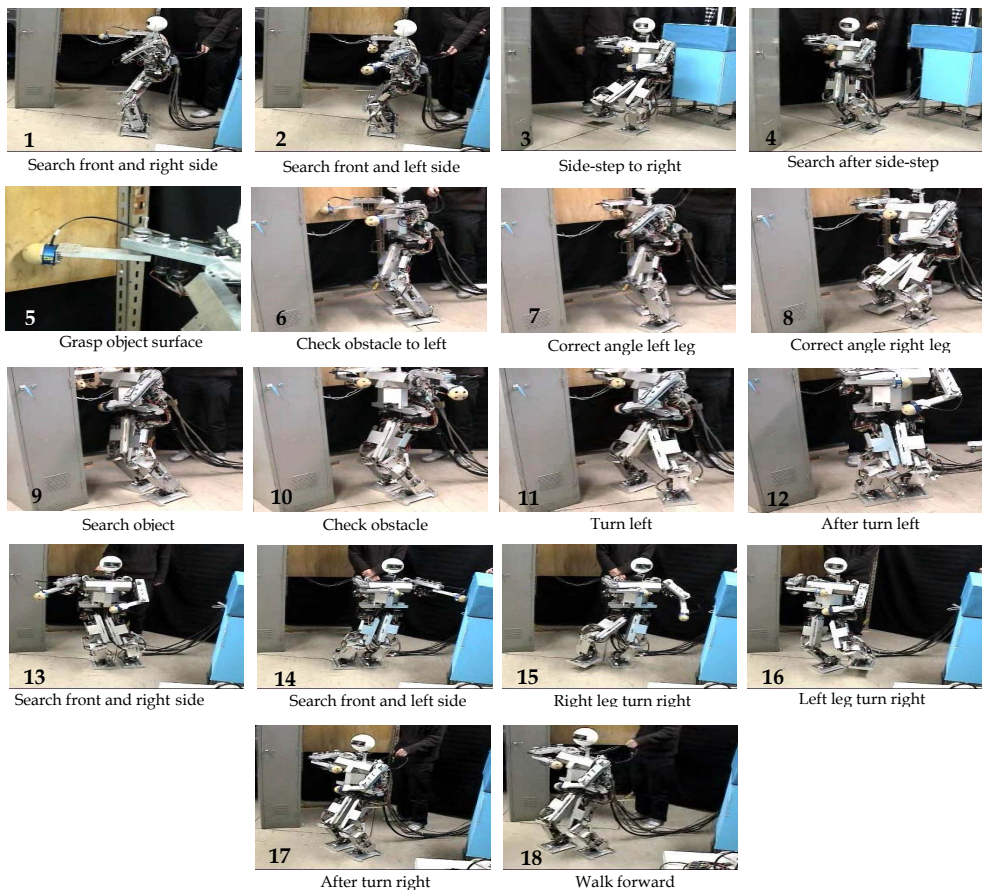 1
Search front and right side
2
Search front and left side
3
Side-step to right
4
Search after side-step
5
Grasp object surface
6
Check obstacle to left
7
Correct angle left leg
8
Correct angle right leg
9
Search object
10
Check obstacle
11
Turn left
12
After turn left
13
Search front and right side
14
Search front and left side
15
Right leg turn right
16
Left leg turn right
17
After turn right
18
Walk forward